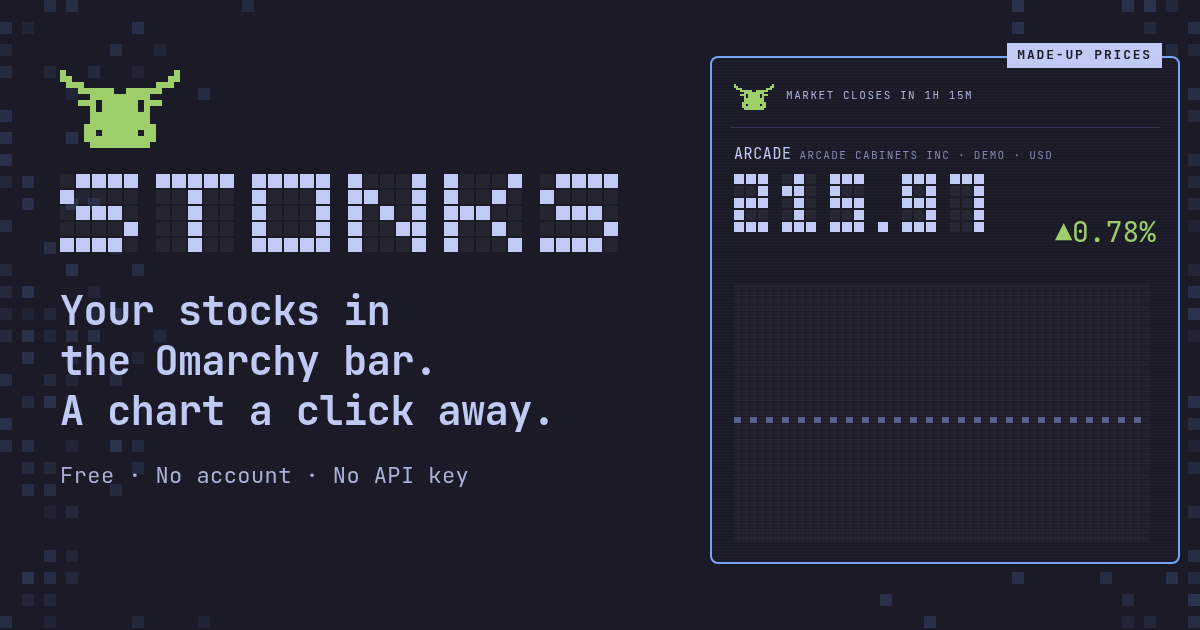 STONKS
Your stocks in
the Omarchy bar.
A chart a click away.
Free · No account · No API key
MADE-UP PRICES
MARKET CLOSES IN 1H 15M
ARCADE ARCADE CABINETS INC · DEMO · USD
215.97
▲0.78%